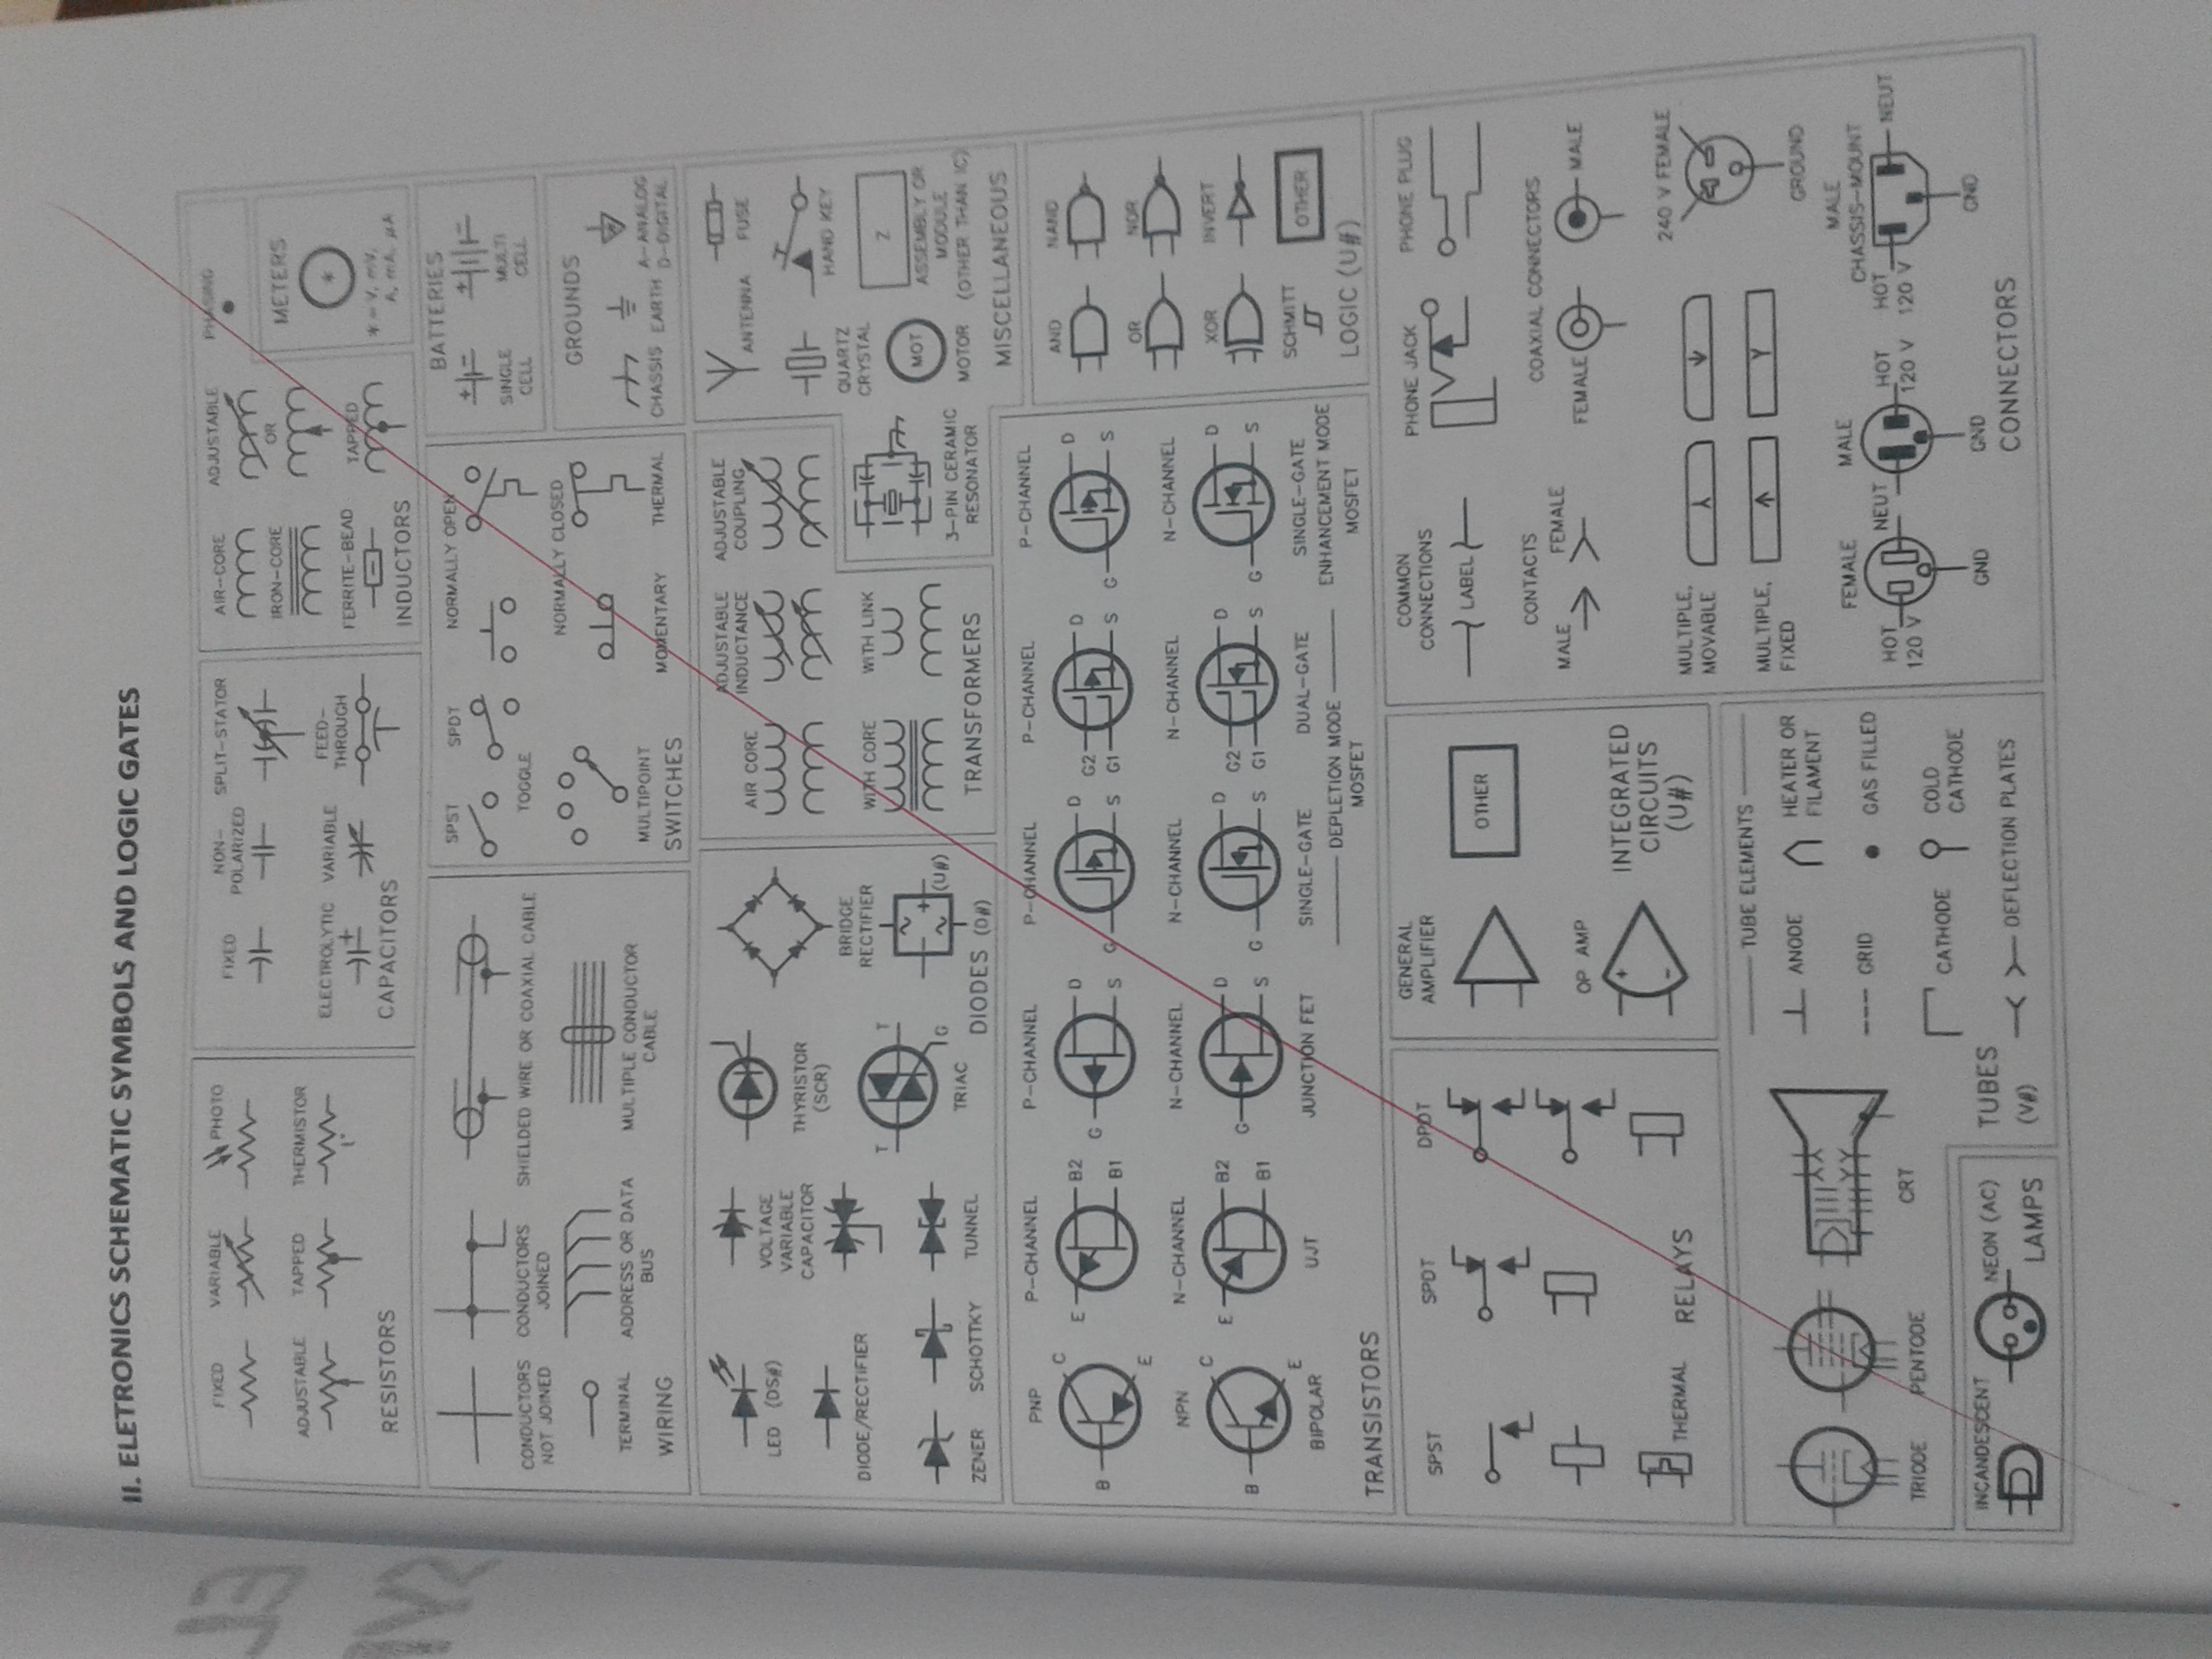 II. ELETRONICS SCHEMATIC SYMBOLS AND LOGIC GATES
FIXED
VARIABLE
PHOTO
ADJUSTABLE
TAPPED
THERMISTOR
RESISTORS
FIXED
NON-
POLARIZED
SPLIT-STATOR
ELECTROLYTIC
+
VARIABLE
FEED-
THROUGH
CAPACITORS
AIR-CORE
ADJUSTABLE
IRON-CORE
OR
FERRITE-BEAD
TAPPED
INDUCTORS
PHASING
METERS
*
* = V, mV,
A, mA, µA
CONDUCTORS
NOT JOINED
CONDUCTORS
JOINED
SHIELDED WIRE OR COAXIAL CABLE
TERMINAL
ADDRESS OR DATA
BUS
MULTIPLE CONDUCTOR
CABLE
WIRING
SPST
SPDT
NORMALLY OPEN
TOGGLE
NORMALLY CLOSED
MULTIPOINT
MOMENTARY
THERMAL
SWITCHES
BATTERIES
+ -
+ -
SINGLE
CELL
MULTI
CELL
GROUNDS
CHASSIS
EARTH
A-ANALOG
D-DIGITAL
LED (DS#)
VOLTAGE
VARIABLE
CAPACITOR
THYRISTOR
(SCR)
BRIDGE
RECTIFIER
DIODE/RECTIFIER
T
T
G
TRIAC
+
(U#)
ZENER
SCHOTTKY
TUNNEL
DIODES (D#)
AIR CORE
ADJUSTABLE
INDUCTANCE
ADJUSTABLE
COUPLING
WITH CORE
WITH LINK
TRANSFORMERS
3-PIN CERAMIC
RESONATOR
ANTENNA
FUSE
QUARTZ
CRYSTAL
HAND KEY
MOT
MOTOR
Z
ASSEMBLY OR
MODULE
(OTHER THAN IC)
MISCELLANEOUS
PNP
P-CHANNEL
P-CHANNEL
P-CHANNEL
P-CHANNEL
P-CHANNEL
B C E
E B2 B1
G D S
G D S
G2 G1 D S
G D S
NPN
N-CHANNEL
N-CHANNEL
N-CHANNEL
N-CHANNEL
N-CHANNEL
B C E
E B2 B1
G D S
G D S
G2 G1 D S
G D S
BIPOLAR
UJT
JUNCTION FET
SINGLE-GATE
DUAL-GATE
DEPLETION MODE
MOSFET
SINGLE-GATE
ENHANCEMENT MODE
MOSFET
TRANSISTORS
AND
NAND
OR
NOR
XOR
INVERT
SCHMITT
OTHER
LOGIC (U#)
SPST
SPDT
DPDT
THERMAL
RELAYS
GENERAL
AMPLIFIER
OTHER
OP AMP
+
-
INTEGRATED
CIRCUITS
(U#)
COMMON
CONNECTIONS
LABEL
PHONE JACK
PHONE PLUG
CONTACTS
MALE
FEMALE
COAXIAL CONNECTORS
FEMALE
MALE
MULTIPLE,
MOVABLE
MULTIPLE,
FIXED
240 V FEMALE
GROUND
FEMALE
HOT
120 V
NEUT
GND
MALE
HOT
120 V
GND
MALE
CHASSIS-MOUNT
HOT
120 V
NEUT
GND
CONNECTORS
TRIODE
PENTODE
CRT
TUBE ELEMENTS
ANODE
HEATER OR
FILAMENT
GRID
GAS FILLED
CATHODE
COLD
CATHODE
DEFLECTION PLATES
TUBES
(V#)
INCANDESCENT
NEON (AC)
LAMPS